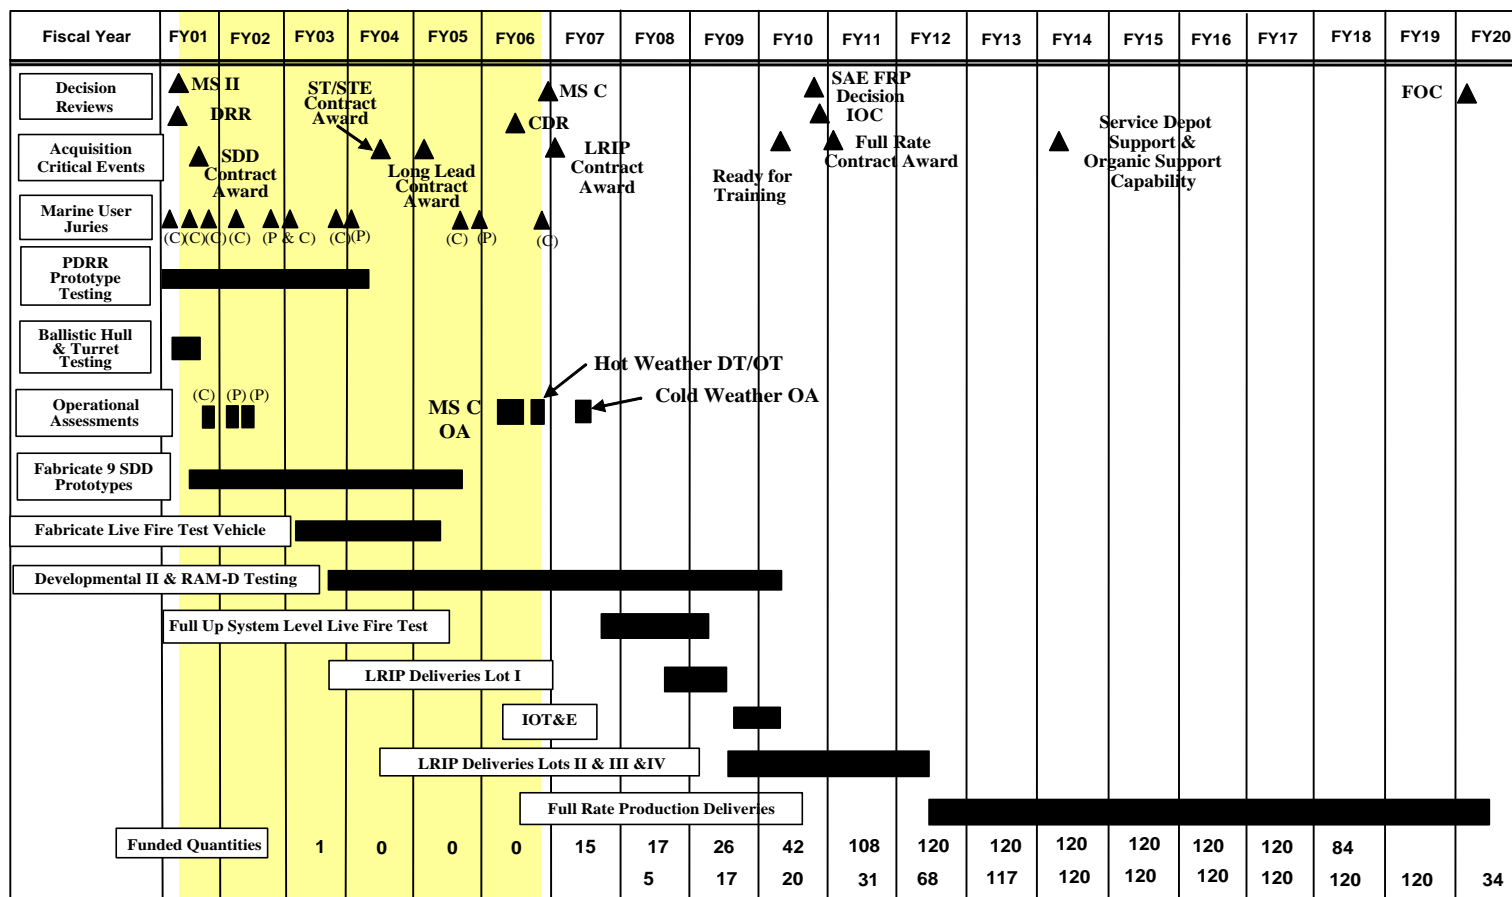 Fiscal Year FY01 FY02 FY03 FY04 FY05 FY06 FY07 FY08 FY09 FY10 FY11 FY12 FY13 FY14 FY15 FY16 FY17 FY18 FY19 FY20
Decision
Reviews
MS II
DRR
ST/STE
Contract
Award
MS C
CDR
SAE FRP
Decision
IOC
FOC
Acquisition
Critical Events
SDD
Contract
Award
Long Lead
Contract
Award
LRIP
Contract
Award
Ready for
Training
Full Rate
Contract Award
Service Depot
Support &
Organic Support
Capability
Marine User
Juries
(C) (C) (C) (C) (P & C) (C) (P) (C) (P) (C)
PDRR
Prototype
Testing
Ballistic Hull
& Turret
Testing
Hot Weather DT/OT
Operational
Assessments
(C) (P) (P)
MS C
OA
Cold Weather OA
Fabricate 9 SDD
Prototypes
Fabricate Live Fire Test Vehicle
Developmental II & RAM-D Testing
Full Up System Level Live Fire Test
LRIP Deliveries Lot I
IOT&E
LRIP Deliveries Lots II & III &IV
Full Rate Production Deliveries
Funded Quantities 1 0 0 0 15 17 26 42 108 120 120 120 120 120 120 84
5 17 20 31 68 117 120 120 120 120 120 120 34